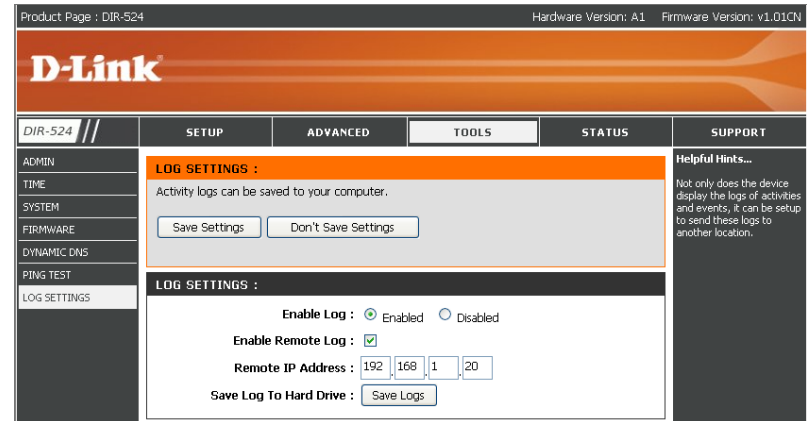 Product Page : DIR-524 Hardware Version: A1 Firmware Version: v1.01CN
D-Link
DIR-524 // SETUP ADVANCED TOOLS STATUS SUPPORT
ADMIN
TIME
SYSTEM
FIRMWARE
DYNAMIC DNS
PING TEST
LOG SETTINGS
LOG SETTINGS :
Activity logs can be saved to your computer.
Save Settings Don't Save Settings
LOG SETTINGS :
Enable Log : Enabled Disabled
Enable Remote Log :
Remote IP Address : 192 . 168 . 1 . 20
Save Log To Hard Drive : Save Logs
Helpful Hints...
Not only does the device
display the logs of activities
and events, it can be setup
to send these logs to
another location.